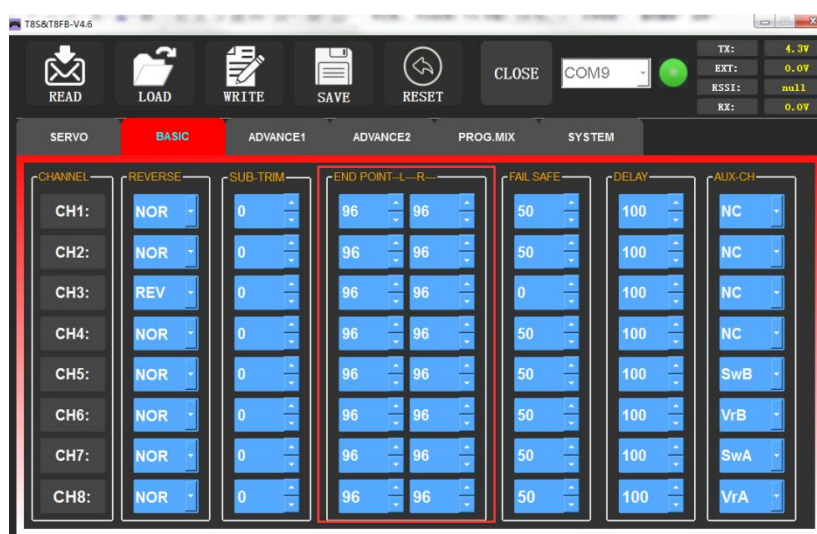 T8S&T8FB-V4.6
READ LOAD WRITE SAVE RESET CLOSE COM9
TX: 4.3V
EXT: 0.0V
RSSI: null
RX: 0.0V
SERVO BASIC ADVANCE1 ADVANCE2 PROG.MIX SYSTEM
CHANNEL REVERSE SUB-TRIM END POINT--L---R--- FAIL SAFE DELAY AUX-CH
CH1: NOR 0 96 96 50 100 NC
CH2: NOR 0 96 96 50 100 NC
CH3: REV 0 96 96 0 100 NC
CH4: NOR 0 96 96 50 100 NC
CH5: NOR 0 96 96 50 100 SwB
CH6: NOR 0 96 96 50 100 VrB
CH7: NOR 0 96 96 50 100 SwA
CH8: NOR 0 96 96 50 100 VrA